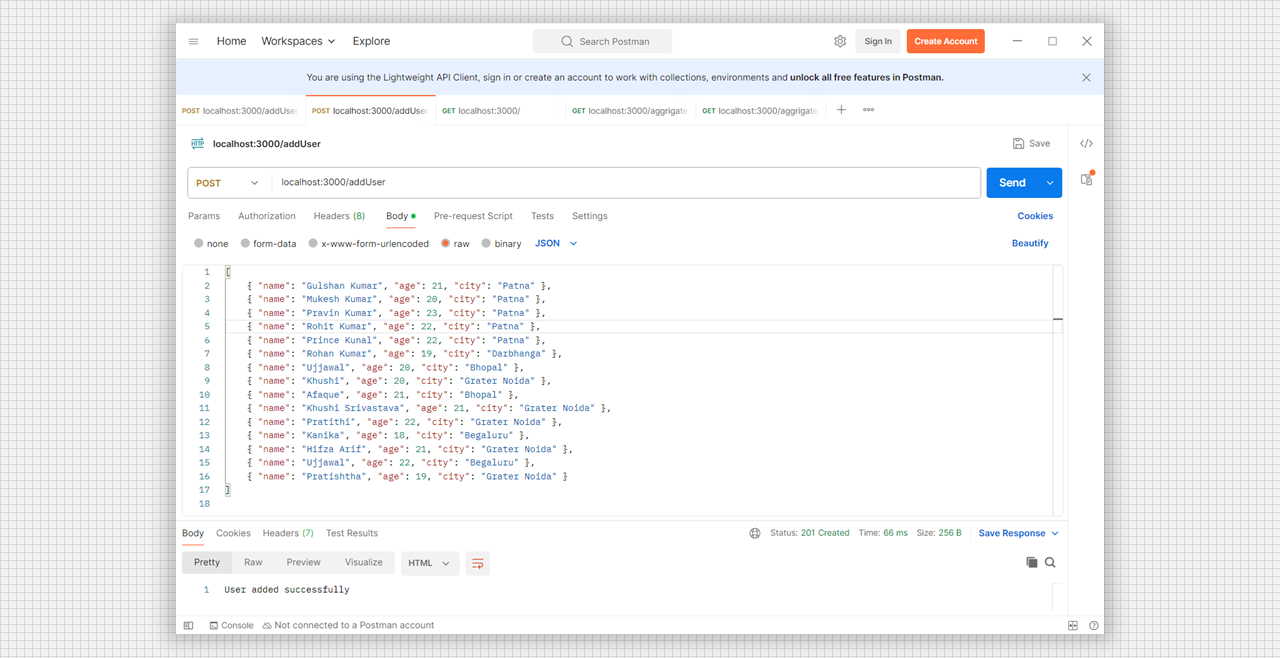 Home Workspaces Explore Search Postman Sign In Create Account
You are using the Lightweight API Client, sign in or create an account to work with collections, environments and unlock all free features in Postman.
POST localhost:3000/addUser POST localhost:3000/addUser GET localhost:3000/ GET localhost:3000/aggrigate GET localhost:3000/aggrigate
HTTP localhost:3000/addUser Save </>
POST localhost:3000/addUser Send
Params Authorization Headers (8) Body Pre-request Script Tests Settings Cookies
none form-data x-www-form-urlencoded raw binary JSON Beautify
1 [
2 { "name": "Gulshan Kumar", "age": 21, "city": "Patna" },
3 { "name": "Mukesh Kumar", "age": 20, "city": "Patna" },
4 { "name": "Pravin Kumar", "age": 23, "city": "Patna" },
5 { "name": "Rohit Kumar", "age": 22, "city": "Patna" },
6 { "name": "Prince Kunal", "age": 22, "city": "Patna" },
7 { "name": "Rohan Kumar", "age": 19, "city": "Darbhanga" },
8 { "name": "Ujjawal", "age": 20, "city": "Bhopal" },
9 { "name": "Khushi", "age": 20, "city": "Grater Noida" },
10 { "name": "Afaque", "age": 21, "city": "Bhopal" },
11 { "name": "Khushi Srivastava", "age": 21, "city": "Grater Noida" },
12 { "name": "Pratithi", "age": 22, "city": "Grater Noida" },
13 { "name": "Kanika", "age": 18, "city": "Begaluru" },
14 { "name": "Hifza Arif", "age": 21, "city": "Grater Noida" },
15 { "name": "Ujjawal", "age": 22, "city": "Begaluru" },
16 { "name": "Pratishtha", "age": 19, "city": "Grater Noida" }
17 ]
18
Body Cookies Headers (7) Test Results Status: 201 Created Time: 66 ms Size: 256 B Save Response
Pretty Raw Preview Visualize HTML
1 User added successfully
Console Not connected to a Postman account